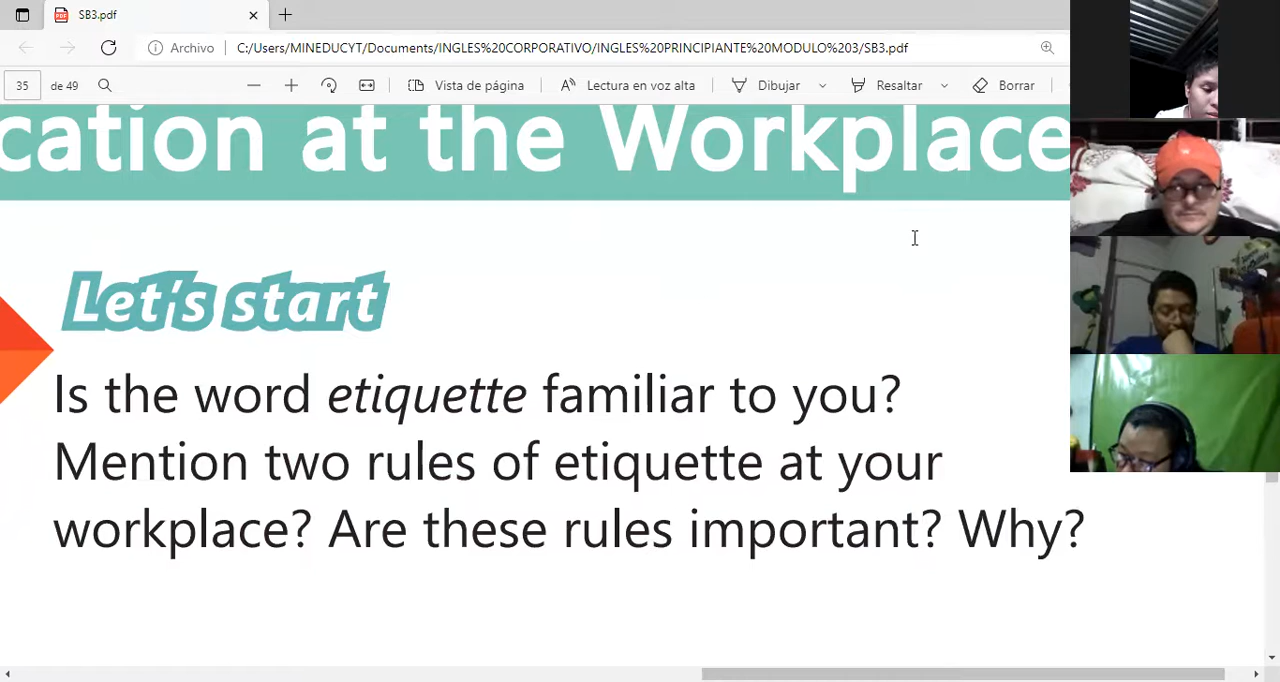 SB3.pdf
Archivo C:/Users/MINEDUCYT/Documents/INGLES%20CORPORATIVO/INGLES%20PRINCIPIANTE%20MODULO%203/SB3.pdf
35 de 49 Vista de página Lectura en voz alta Dibujar Resaltar Borrar
cation at the Workplace
Let's start
Is the word etiquette familiar to you?
Mention two rules of etiquette at your
workplace? Are these rules important? Why?